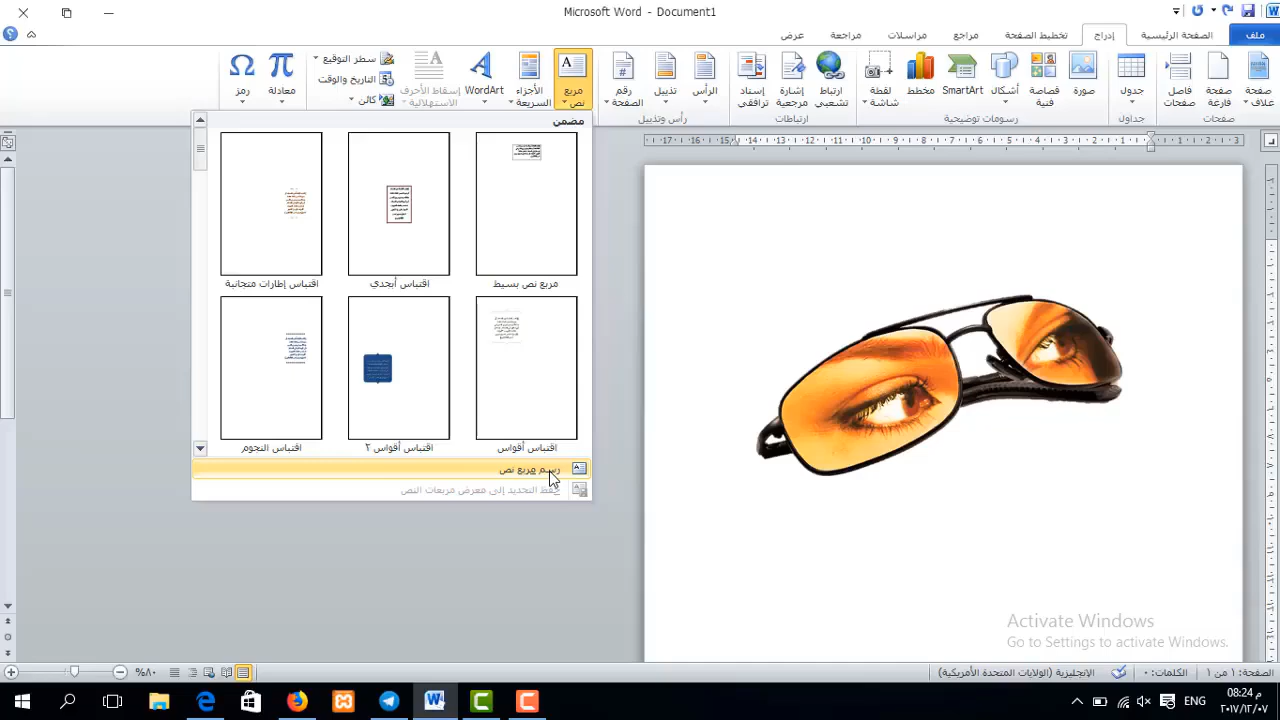 Microsoft Word - Document1
ملف
الصفحة الرئيسية
إدراج
تخطيط الصفحة
مراجع
مراسلات
مراجعة
عرض
صفحة غلاف
صفحة فارغة
فاصل صفحات
جدول
صورة
قصاصة فنية
أشكال
SmartArt
مخطط
لقطة شاشة
ارتباط تشعبي
إشارة مرجعية
إسناد ترافقي
الرأس
تذييل
رقم الصفحة
مربع نص
الأجزاء السريعة
WordArt
إسقاط الأحرف الاستهلالية
سطر التوقيع
التاريخ والوقت
كائن
معادلة
رمز
صفحات
جداول
رسومات توضيحية
ارتباطات
رأس وتذييل
مضمن
مربع نص بسيط
اقتباس أبجدي
اقتباس إطارات متجانبة
اقتباس أقواس
اقتباس أقواس ٢
اقتباس النجوم
رسم مربع نص
حفظ التحديد إلى معرض مربعات النص
Activate Windows
Go to Settings to activate Windows.
الصفحة: ١ من ١
الكلمات: ٠
الإنجليزية (الولايات المتحدة الأمريكية)
٨٠%
ENG
08:24 م
٢٠١٧/١٢/٠٧